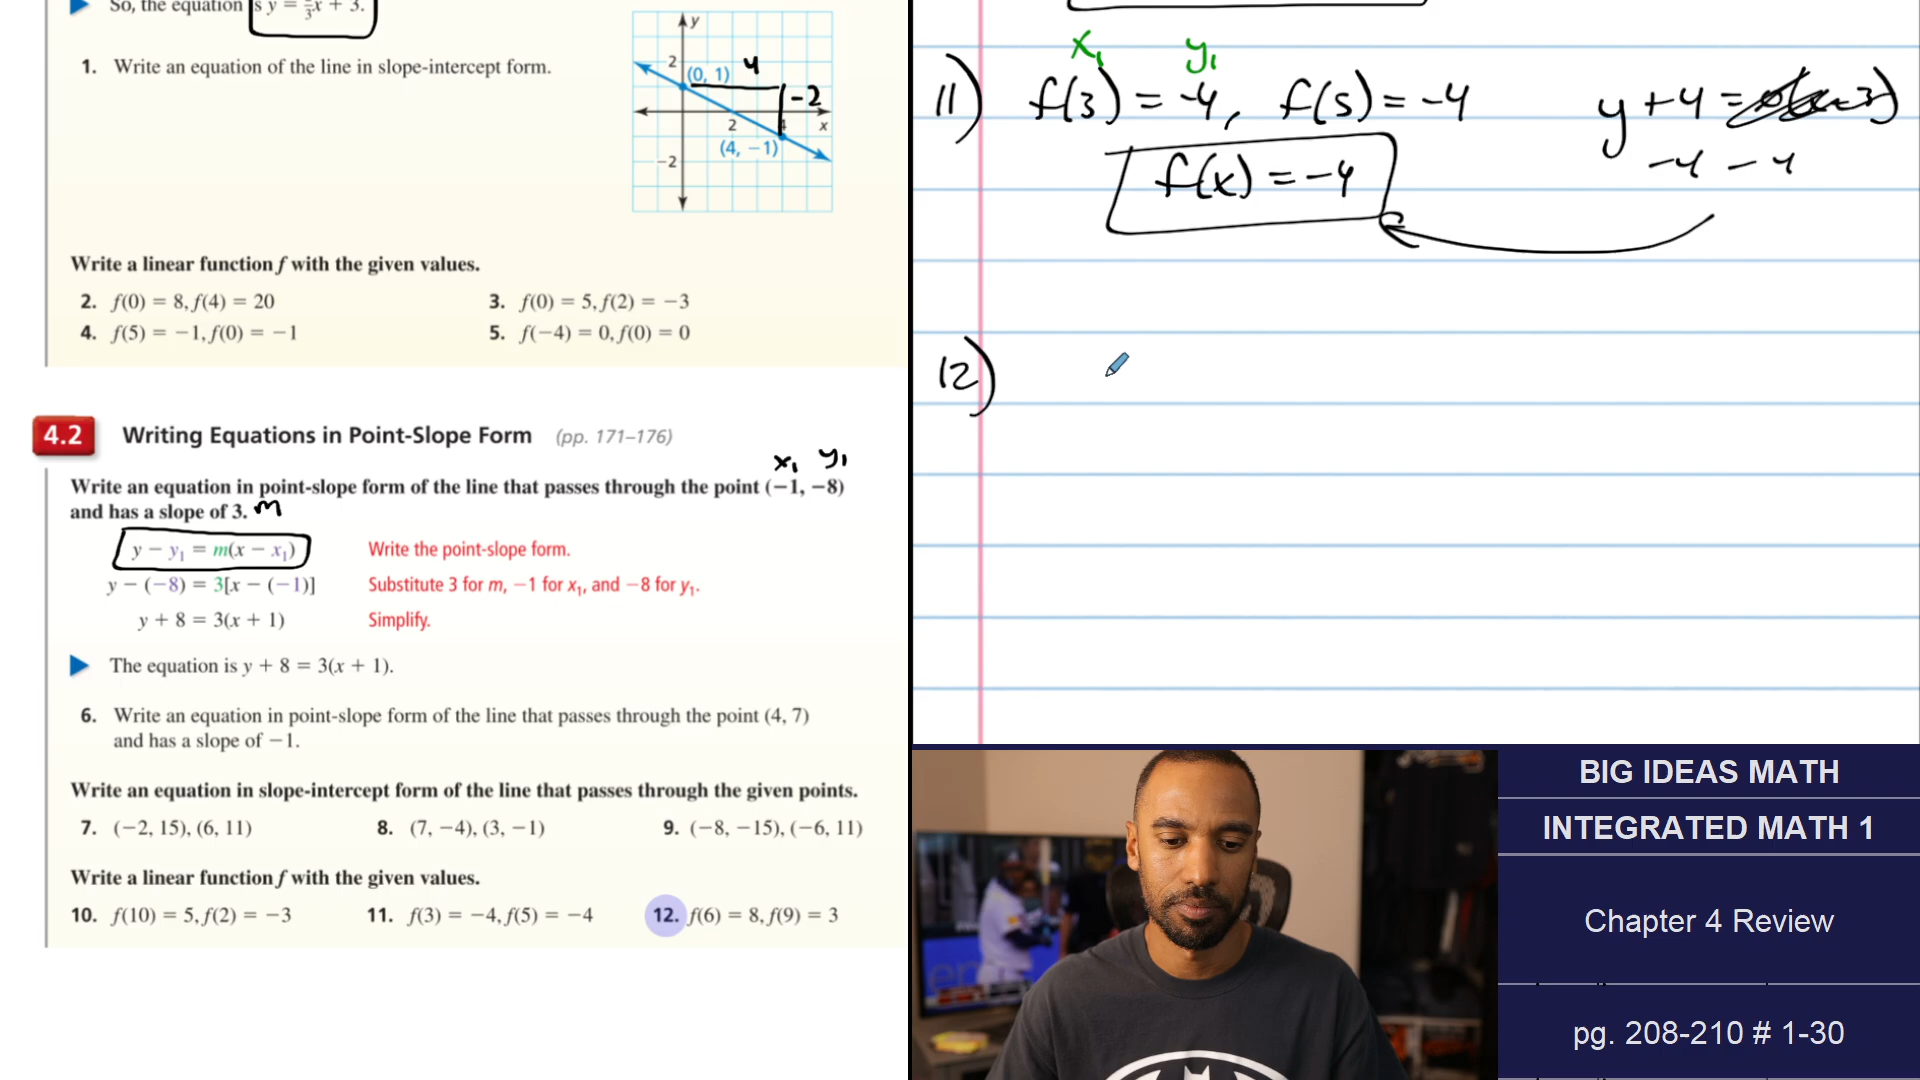 So, the equation is y = x + 3.
1. Write an equation of the line in slope-intercept form.
y
2
(0, 1)
4
-2
2
4
x
(4, −1)
−2
Write a linear function f with the given values.
2. f(0) = 8, f(4) = 20
3. f(0) = 5, f(2) = −3
4. f(5) = −1, f(0) = −1
5. f(−4) = 0, f(0) = 0
4.2 Writing Equations in Point-Slope Form (pp. 171–176)
x₁ y₁
Write an equation in point-slope form of the line that passes through the point (−1, −8)
and has a slope of 3. m
y − y₁ = m(x − x₁) Write the point-slope form.
y − (−8) = 3[x − (−1)] Substitute 3 for m, −1 for x₁, and −8 for y₁.
y + 8 = 3(x + 1) Simplify.
The equation is y + 8 = 3(x + 1).
6. Write an equation in point-slope form of the line that passes through the point (4, 7)
and has a slope of −1.
Write an equation in slope-intercept form of the line that passes through the given points.
7. (−2, 15), (6, 11) 8. (7, −4), (3, −1) 9. (−8, −15), (−6, 11)
Write a linear function f with the given values.
10. f(10) = 5, f(2) = −3 11. f(3) = −4, f(5) = −4 12. f(6) = 8, f(9) = 3
x₁ y₁
11) f(3) = -4, f(5) = -4 y + 4 = 0(x-3)
-4 - 4
f(x) = -4
12)
BIG IDEAS MATH
INTEGRATED MATH 1
Chapter 4 Review
pg. 208-210 # 1-30